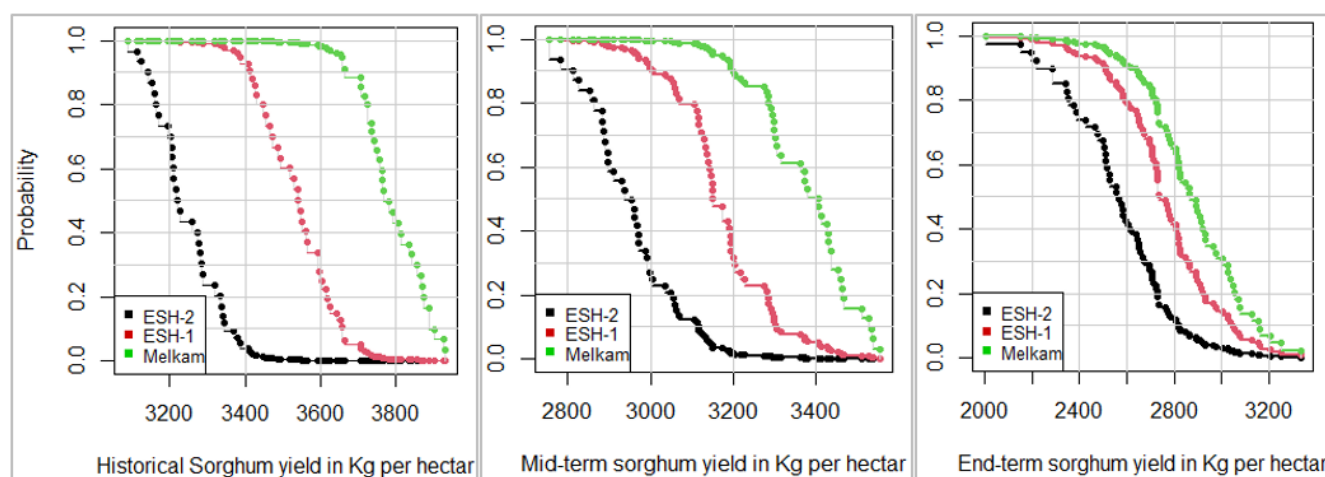 Probability
0.0 0.2 0.4 0.6 0.8 1.0
ESH-2
ESH-1
Melkam
3200 3400 3600 3800
Historical Sorghum yield in Kg per hectar
0.0 0.2 0.4 0.6 0.8 1.0
ESH-2
ESH-1
Melkam
2800 3000 3200 3400
Mid-term sorghum yield in Kg per hectar
0.0 0.2 0.4 0.6 0.8 1.0
ESH-2
ESH-1
Melkam
2000 2400 2800 3200
End-term sorghum yield in Kg per hectar